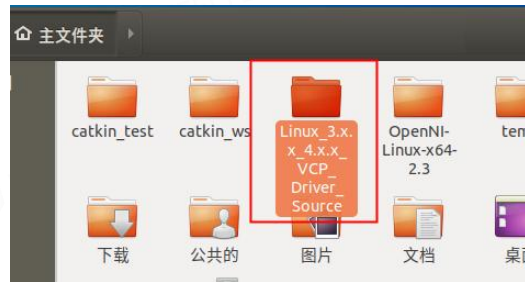 主文件夹
catkin_test
catkin_ws
Linux_3.x.
x_4.x.x_
VCP_
Driver_
Source
OpenNI-
Linux-x64-
2.3
下载
公共的
图片
文档